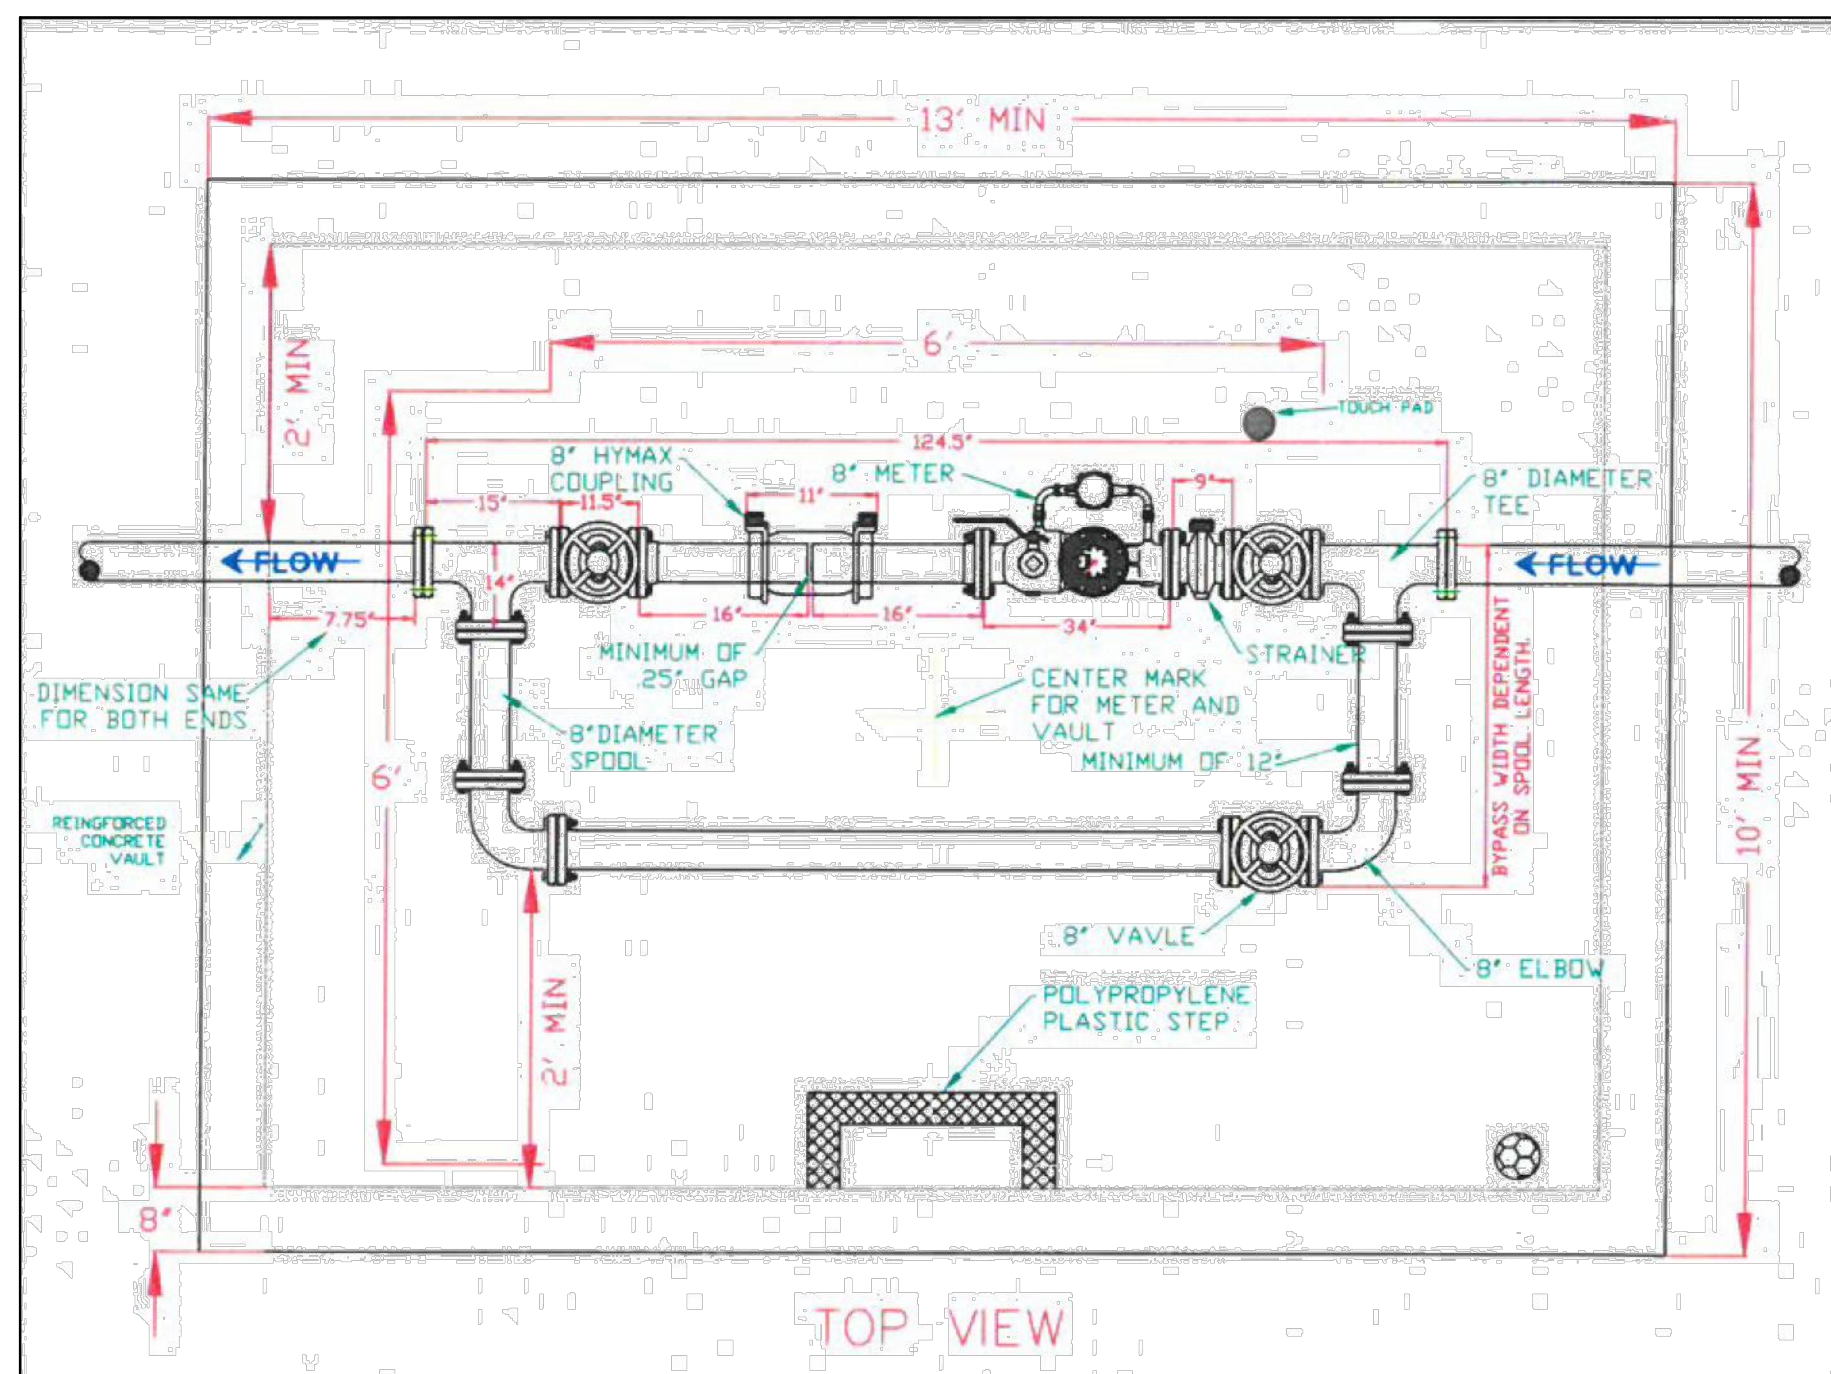 13' MIN
6'
TOUCH PAD
124.5"
8" HYMAX
COUPLING
8" METER
8" DIAMETER
TEE
2' MIN
15"
11.5"
11"
9"
FLOW
FLOW
14"
7.75"
16"
16"
34"
MINIMUM OF
.25" GAP
STRAINER
DIMENSION SAME
FOR BOTH ENDS
CENTER MARK
FOR METER AND
VAULT
8"DIAMETER
SPOOL
MINIMUM OF 12"
BYPASS WIDTH DEPENDENT
ON SPOOL LENGTH.
6'
10' MIN
REINGFORCED
CONCRETE
VAULT
8" VAVLE
8" ELBOW
POLYPROPYLENE
PLASTIC STEP
2' MIN
8"
TOP VIEW